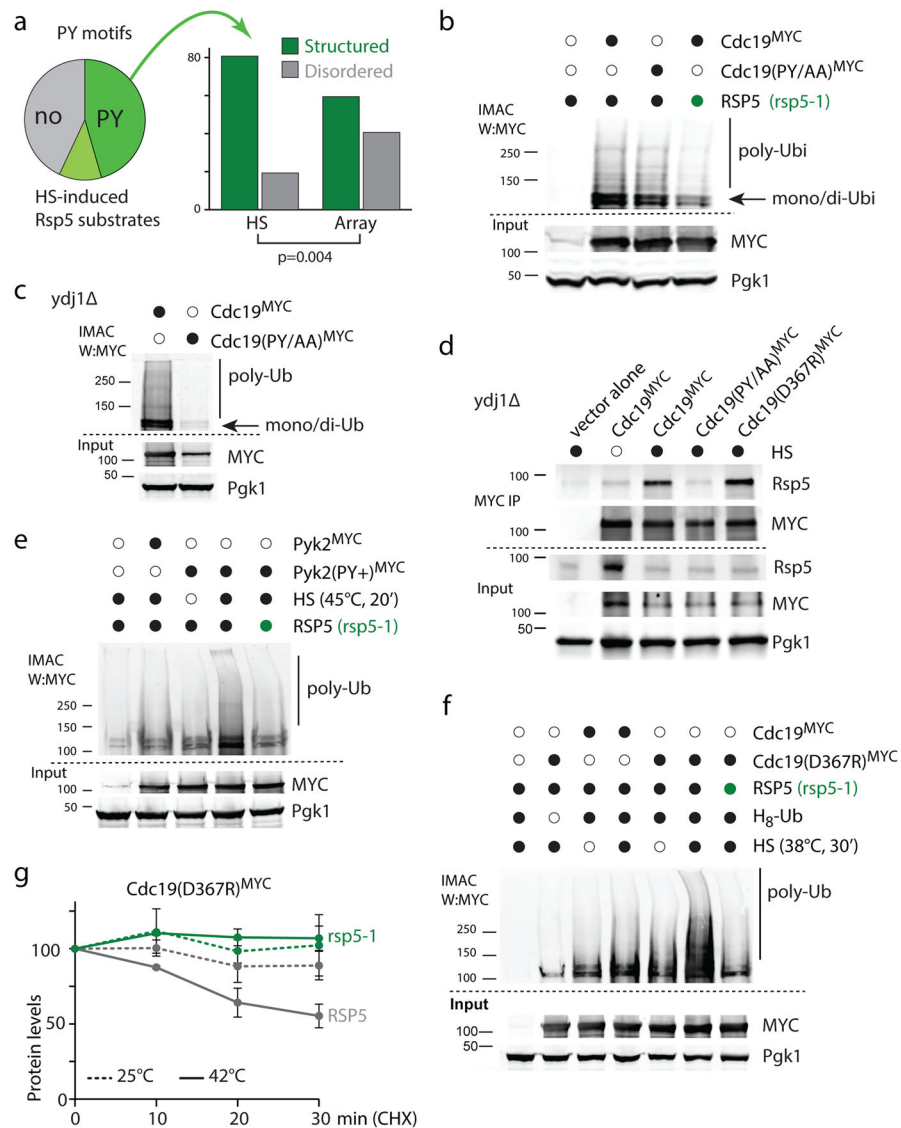 a
PY motifs
no
PY
HS-induced
Rsp5 substrates
80
40
0
Structured
Disordered
HS
Array
p=0.004
b
Cdc19MYC
Cdc19(PY/AA)MYC
RSP5 (rsp5-1)
IMAC
W:MYC
250
150
poly-Ubi
mono/di-Ubi
Input
100
MYC
50
Pgk1
c
ydj1Δ
Cdc19MYC
Cdc19(PY/AA)MYC
IMAC
W:MYC
250
150
poly-Ub
mono/di-Ub
Input
100
MYC
50
Pgk1
d
ydj1Δ
vector alone
Cdc19MYC
Cdc19MYC
Cdc19(PY/AA)MYC
Cdc19(D367R)MYC
HS
100
Rsp5
MYC IP
100
MYC
100
Rsp5
Input
100
MYC
50
Pgk1
e
Pyk2MYC
Pyk2(PY+)MYC
HS (45°C, 20′)
RSP5 (rsp5-1)
IMAC
W:MYC
250
150
100
poly-Ub
Input
100
MYC
50
Pgk1
f
Cdc19MYC
Cdc19(D367R)MYC
RSP5 (rsp5-1)
H8-Ub
HS (38°C, 30′)
IMAC
W:MYC
250
150
100
poly-Ub
Input
100
MYC
50
Pgk1
g
Cdc19(D367R)MYC
Protein levels
100
50
0
rsp5-1
RSP5
25°C
42°C
0
10
20
30
min (CHX)